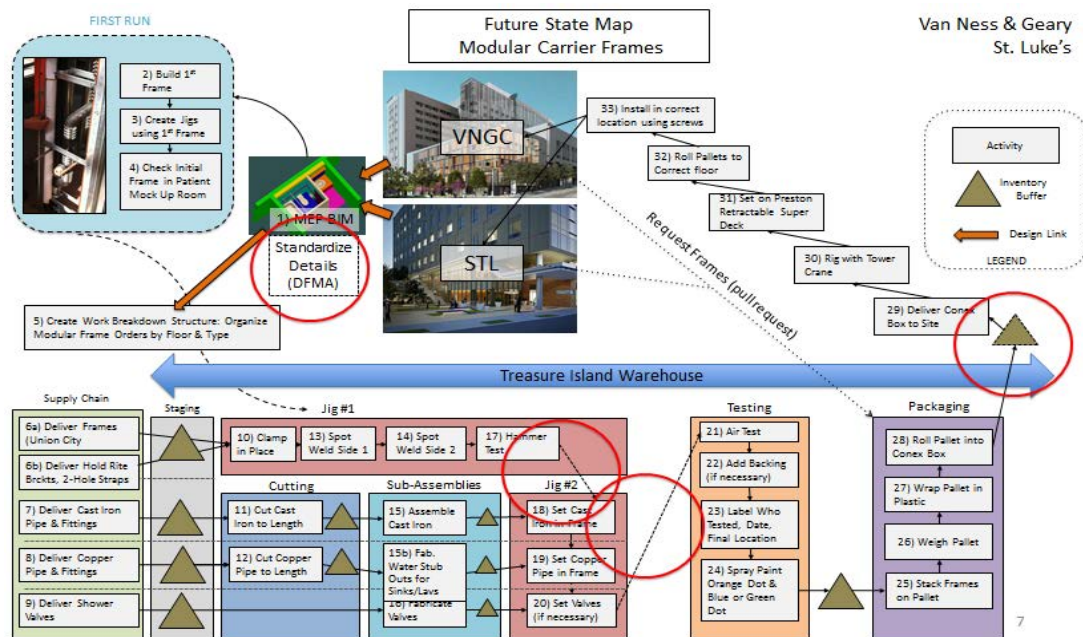 FIRST RUN
2) Build 1st
Frame
3) Create Jigs
using 1st Frame
4) Check Initial
Frame in Patient
Mock Up Room
Future State Map
Modular Carrier Frames
Van Ness & Geary
St. Luke's
VNGC
STL
1) MEP BIM
Standardize
Details
(DFMA)
5) Create Work Breakdown Structure: Organize
Modular Frame Orders by Floor & Type
33) Install in correct
location using screws
32) Roll Pallets to
Correct floor
31) Set on Preston
Retractable Super
Deck
30) Rig with Tower
Crane
29) Deliver Conex
Box to Site
Request Frames (pull request)
Activity
Inventory
Buffer
Design Link
LEGEND
Treasure Island Warehouse
Supply Chain
6a) Deliver Frames
(Union City
6b) Deliver Hold Rite
Brckts, 2-Hole Straps
7) Deliver Cast Iron
Pipe & Fittings
8) Deliver Copper
Pipe & Fittings
9) Deliver Shower
Valves
Staging
Jig #1
10) Clamp
in Place
13) Spot
Weld Side 1
14) Spot
Weld Side 2
17) Hammer
Test
Cutting
11) Cut Cast
Iron to Length
12) Cut Copper
Pipe to Length
Sub-Assemblies
15) Assemble
Cast Iron
15b) Fab.
Water Stub
Outs for
Sinks/Lavs
16) Fabricate
Valves
Jig #2
18) Set Cast
Iron in Frame
19) Set Copper
Pipe in Frame
20) Set Valves
(if necessary)
Testing
21) Air Test
22) Add Backing
(if necessary)
23) Label Who
Tested, Date,
Final Location
24) Spray Paint
Orange Dot &
Blue or Green
Dot
Packaging
28) Roll Pallet into
Conex Box
27) Wrap Pallet in
Plastic
26) Weigh Pallet
25) Stack Frames
on Pallet
7